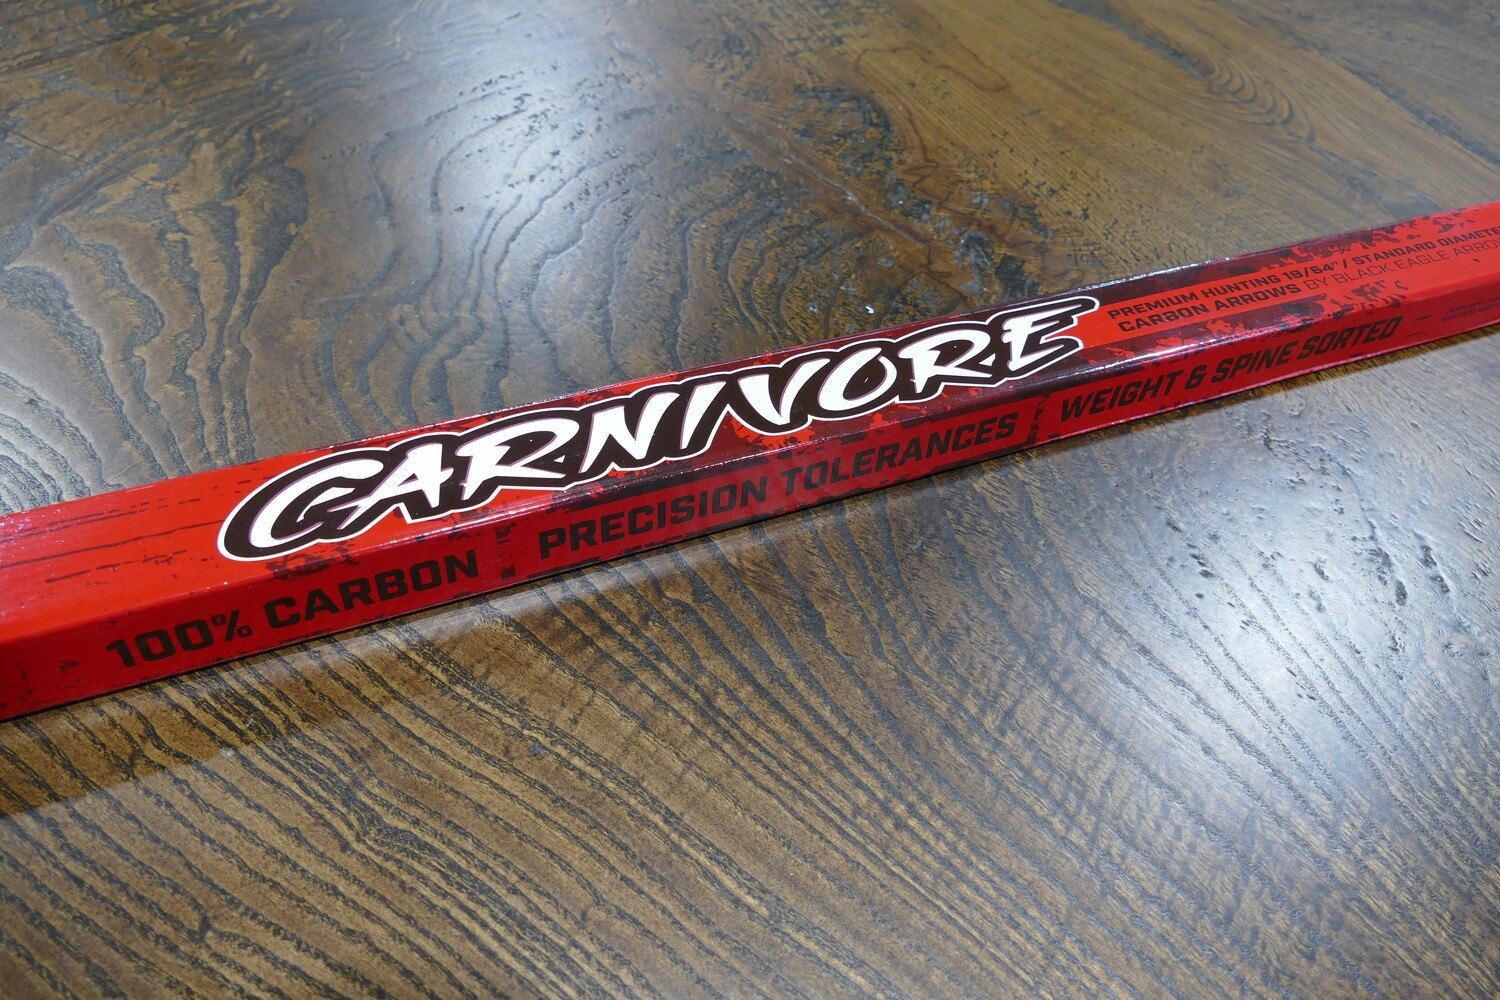 CARNIVORE
PREMIUM HUNTING 19/64" / STANDARD DIAMETER
CARBON ARROWS BY BLACK EAGLE ARROWS
100% CARBON PRECISION TOLERANCES WEIGHT & SPINE SORTED